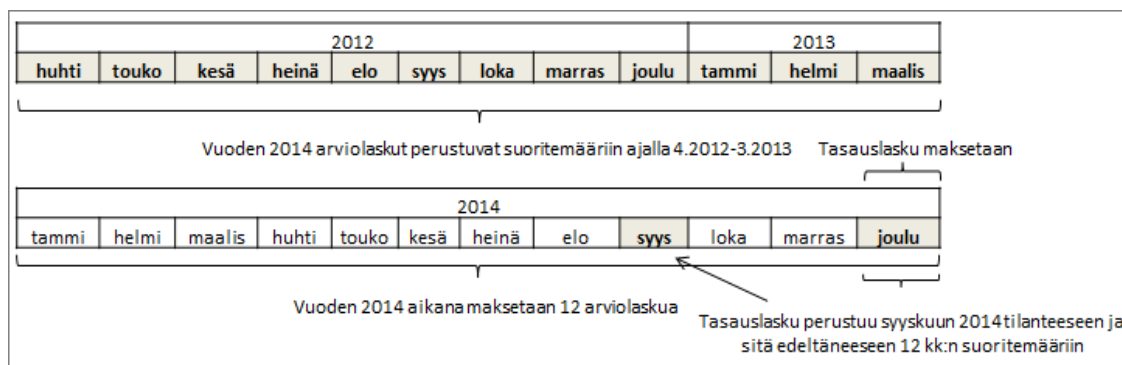 2012 2013
huhti touko kesä heinä elo syys loka marras joulu tammi helmi maalis
Vuoden 2014 arviolaskut perustuvat suoritemääriin ajalla 4.2012-3.2013 Tasauslasku maksetaan
2014
tammi helmi maalis huhti touko kesä heinä elo syys loka marras joulu
Vuoden 2014 aikana maksetaan 12 arviolaskua
Tasauslasku perustuu syyskuun 2014 tilanteeseen ja
sitä edeltäneeseen 12 kk:n suoritemääriin